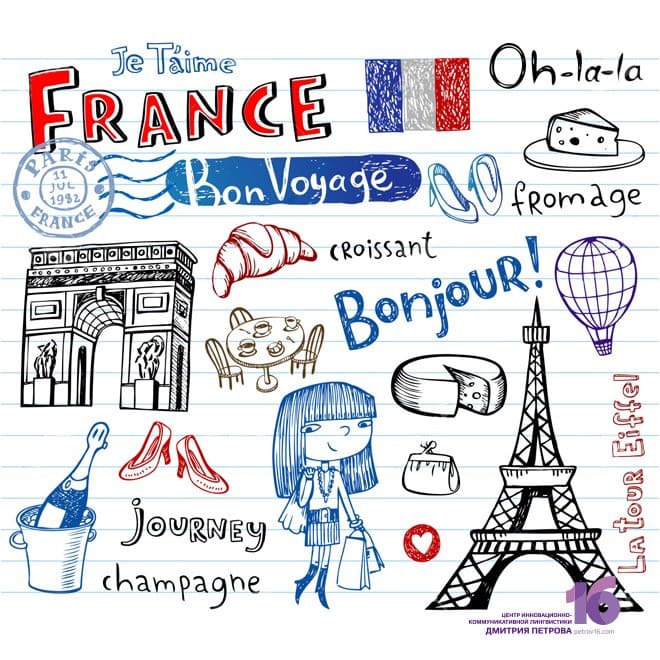 Je T'aime
FRANCE
Oh-la-la
PARIS
11
JUL
1982
FRANCE
Bon Voyage
fromage
croissant
Bonjour!
La tour Eiffel
journey
champagne
16
ЦЕНТР ИННОВАЦИОННО-
КОММУНИКАТИВНОЙ ЛИНГВИСТИКИ
ДМИТРИЯ ПЕТРОВА petrov16.com